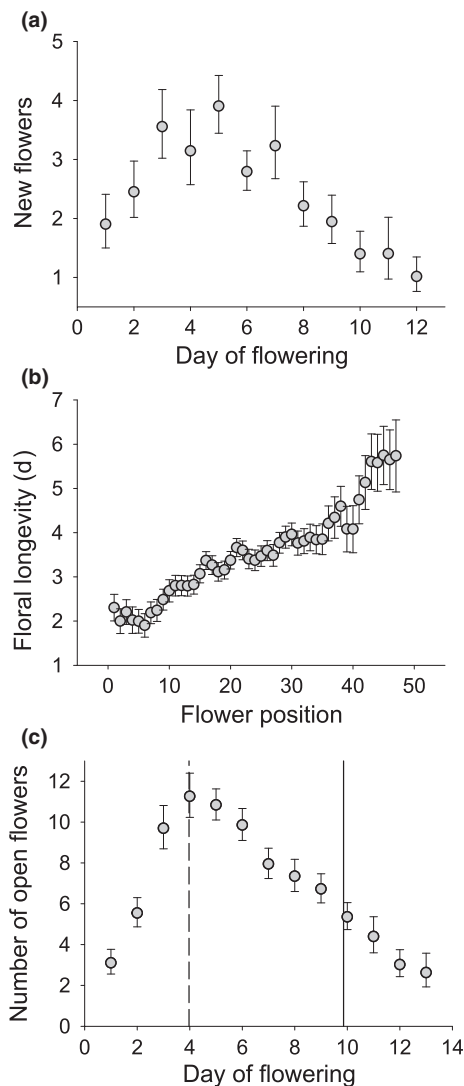 (a)
5
4
3
2
1
New flowers
0 2 4 6 8 10 12
Day of flowering
(b)
7
6
5
4
3
2
1
Floral longevity (d)
0 10 20 30 40 50
Flower position
(c)
12
10
8
6
4
2
0
Number of open flowers
0 2 4 6 8 10 12 14
Day of flowering